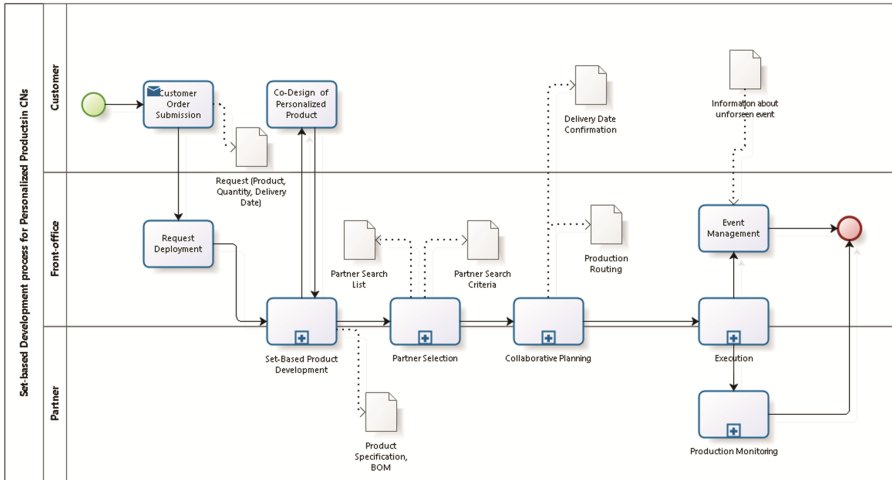 Set-based Development process for Personalized Productsin CNs
Customer
Front-office
Partner
Customer
Order
Submission
Co-Design of
Personalized
Product
Request (Product,
Quantity, Delivery
Date)
Delivery Date
Confirmation
Information about
unforseen event
Request
Deployment
Partner Search
List
Partner Search
Criteria
Production
Routing
Event
Management
Set-Based Product
Development
Partner Selection
Collaborative Planning
Execution
Product
Specification,
BOM
Production Monitoring